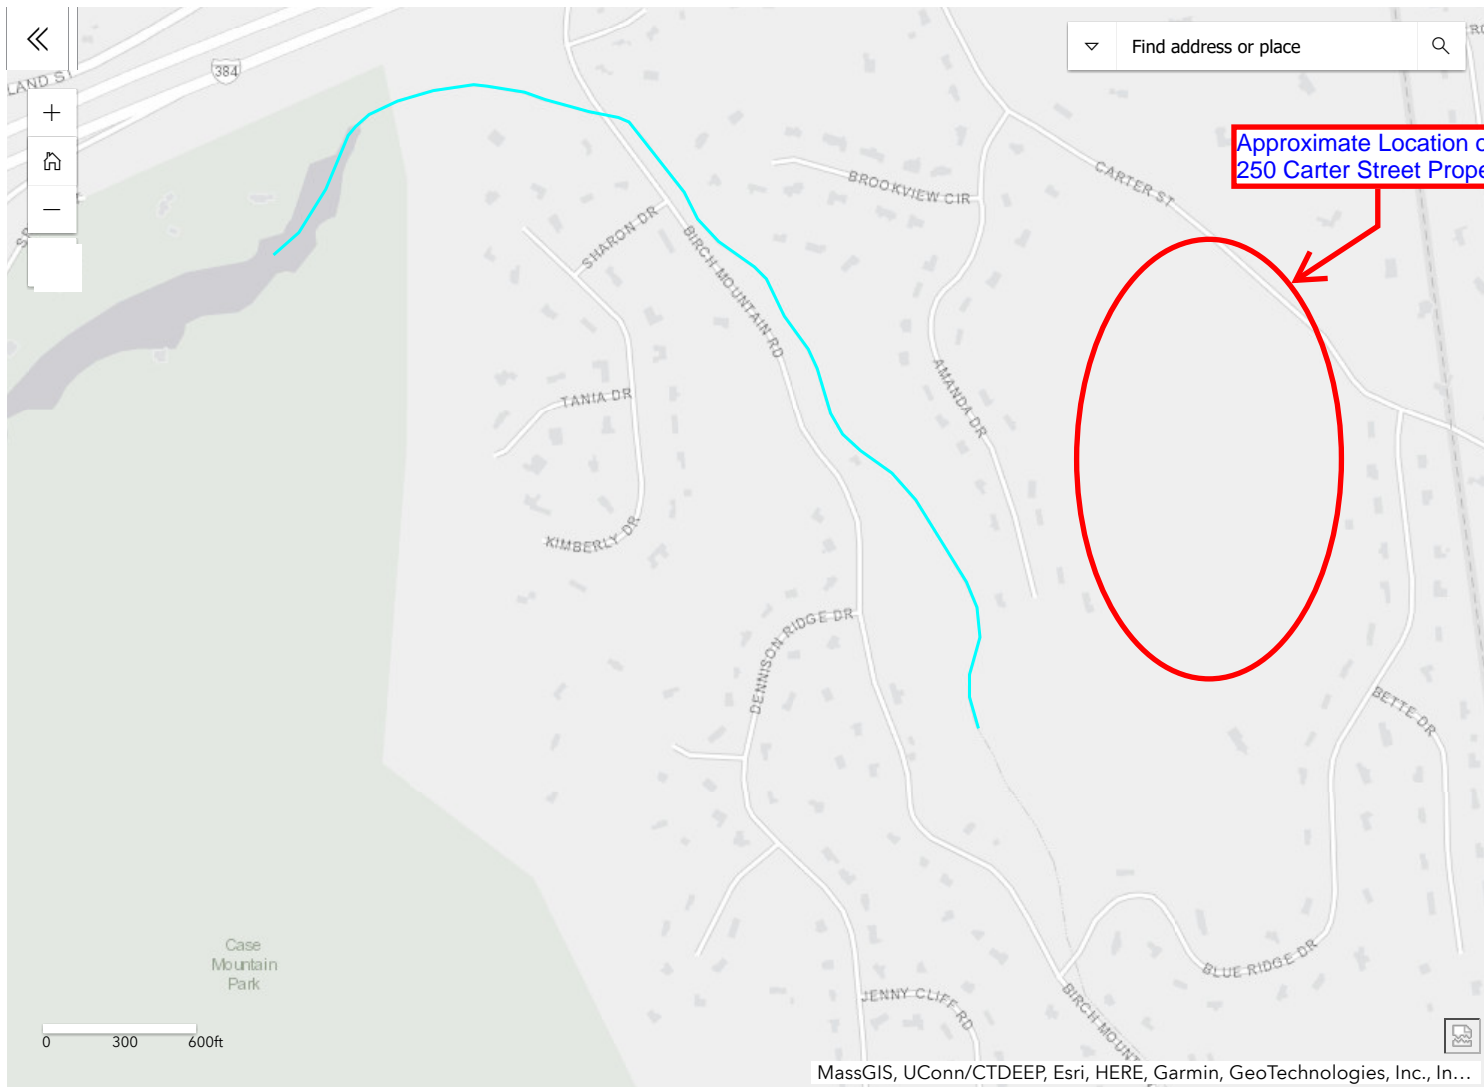 LAND ST
384
Find address or place
Approximate Location o
250 Carter Street Prope
CARTER ST
BROOKVIEW CIR
SHARON DR
BIRCH MOUNTAIN RD
AMANDA DR
TANIA DR
KIMBERLY DR
DENNISON RIDGE DR
BETTE DR
BLUE RIDGE DR
JENNY CLIFF RD
BIRCH MOUNT
Case
Mountain
Park
0 300 600ft
MassGIS, UConn/CTDEEP, Esri, HERE, Garmin, GeoTechnologies, Inc., In...